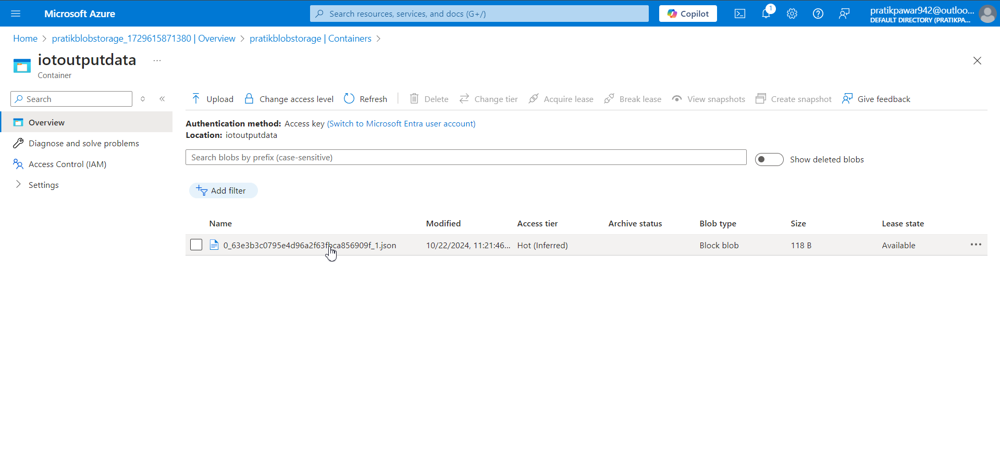 Microsoft Azure
Search resources, services, and docs (G+/)
Copilot
1
pratikpawar942@outloo...
DEFAULT DIRECTORY (PRATIKPA...
Home > pratikblobstorage_1729615871380 | Overview > pratikblobstorage | Containers >
iotoutputdata ...
Container
Search
Upload Change access level Refresh Delete Change tier Acquire lease Break lease View snapshots Create snapshot Give feedback
Overview
Diagnose and solve problems
Access Control (IAM)
Settings
Authentication method: Access key (Switch to Microsoft Entra user account)
Location: iotoutputdata
Search blobs by prefix (case-sensitive)
Show deleted blobs
Add filter
Name Modified Access tier Archive status Blob type Size Lease state
0_63e3b3c0795e4d96a2f63fbca856909f_1.json 10/22/2024, 11:21:46... Hot (Inferred) Block blob 118 B Available ...